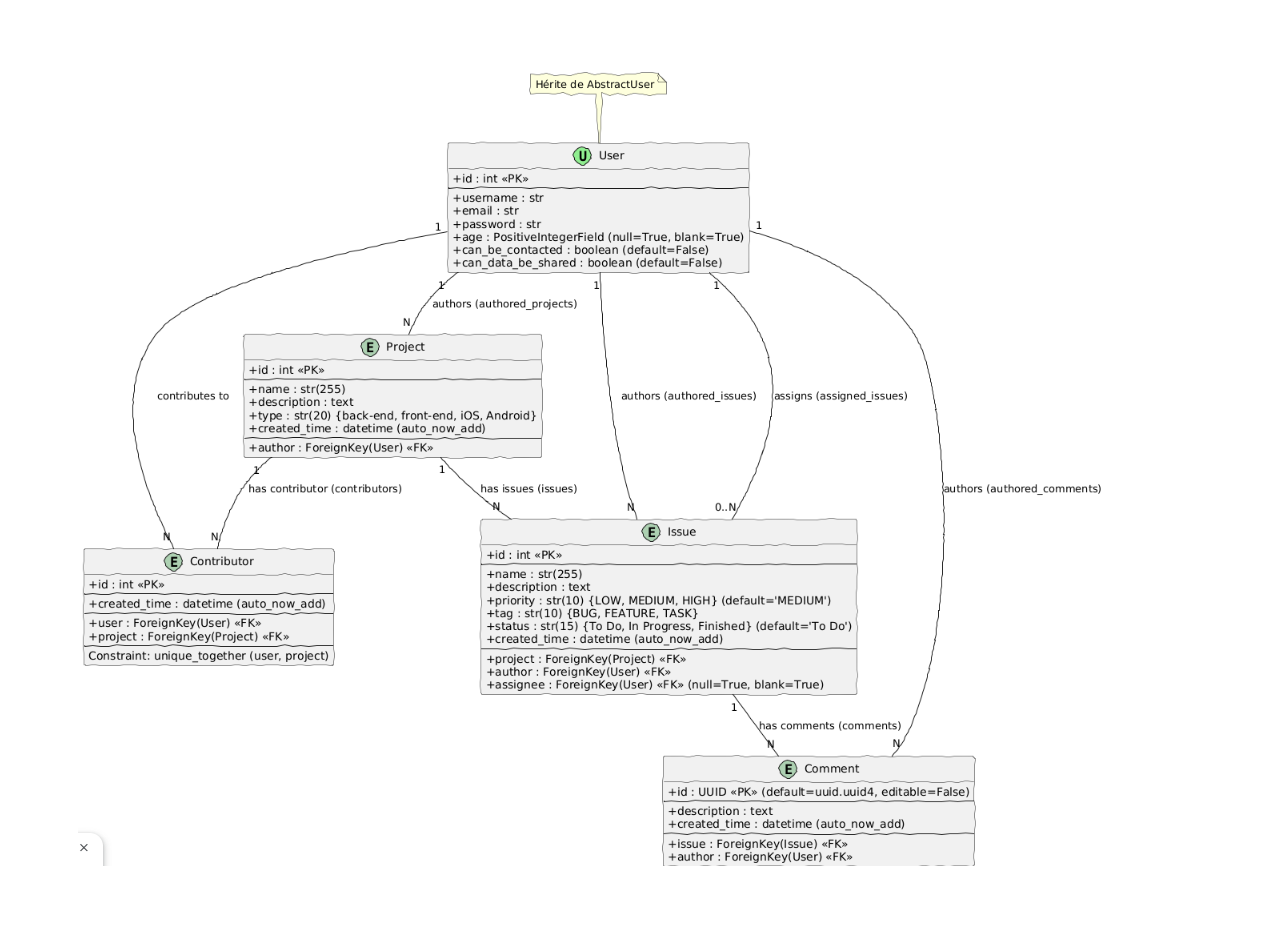 Hérite de AbstractUser
U User
+id : int «PK»
+username : str
+email : str
+password : str
+age : PositiveIntegerField (null=True, blank=True)
+can_be_contacted : boolean (default=False)
+can_data_be_shared : boolean (default=False)
1
1
1
1
1
authors (authored_projects)
N
E Project
+id : int «PK»
+name : str(255)
+description : text
+type : str(20) {back-end, front-end, iOS, Android}
+created_time : datetime (auto_now_add)
+author : ForeignKey(User) «FK»
contributes to
authors (authored_issues)
assigns (assigned_issues)
1
1
has contributor (contributors)
has issues (issues)
authors (authored_comments)
N
N
N
N
0..N
E Contributor
+id : int «PK»
+created_time : datetime (auto_now_add)
+user : ForeignKey(User) «FK»
+project : ForeignKey(Project) «FK»
Constraint: unique_together (user, project)
E Issue
+id : int «PK»
+name : str(255)
+description : text
+priority : str(10) {LOW, MEDIUM, HIGH} (default='MEDIUM')
+tag : str(10) {BUG, FEATURE, TASK}
+status : str(15) {To Do, In Progress, Finished} (default='To Do')
+created_time : datetime (auto_now_add)
+project : ForeignKey(Project) «FK»
+author : ForeignKey(User) «FK»
+assignee : ForeignKey(User) «FK» (null=True, blank=True)
1
has comments (comments)
N
N
E Comment
+id : UUID «PK» (default=uuid.uuid4, editable=False)
+description : text
+created_time : datetime (auto_now_add)
+issue : ForeignKey(Issue) «FK»
+author : ForeignKey(User) «FK»